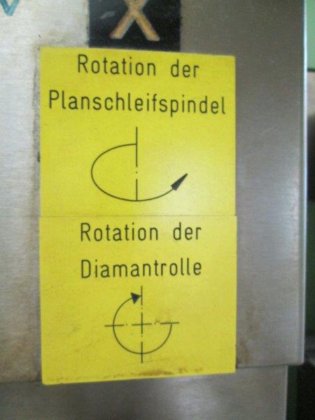 X
Rotation der
Planschleifspindel
Rotation der
Diamantrolle